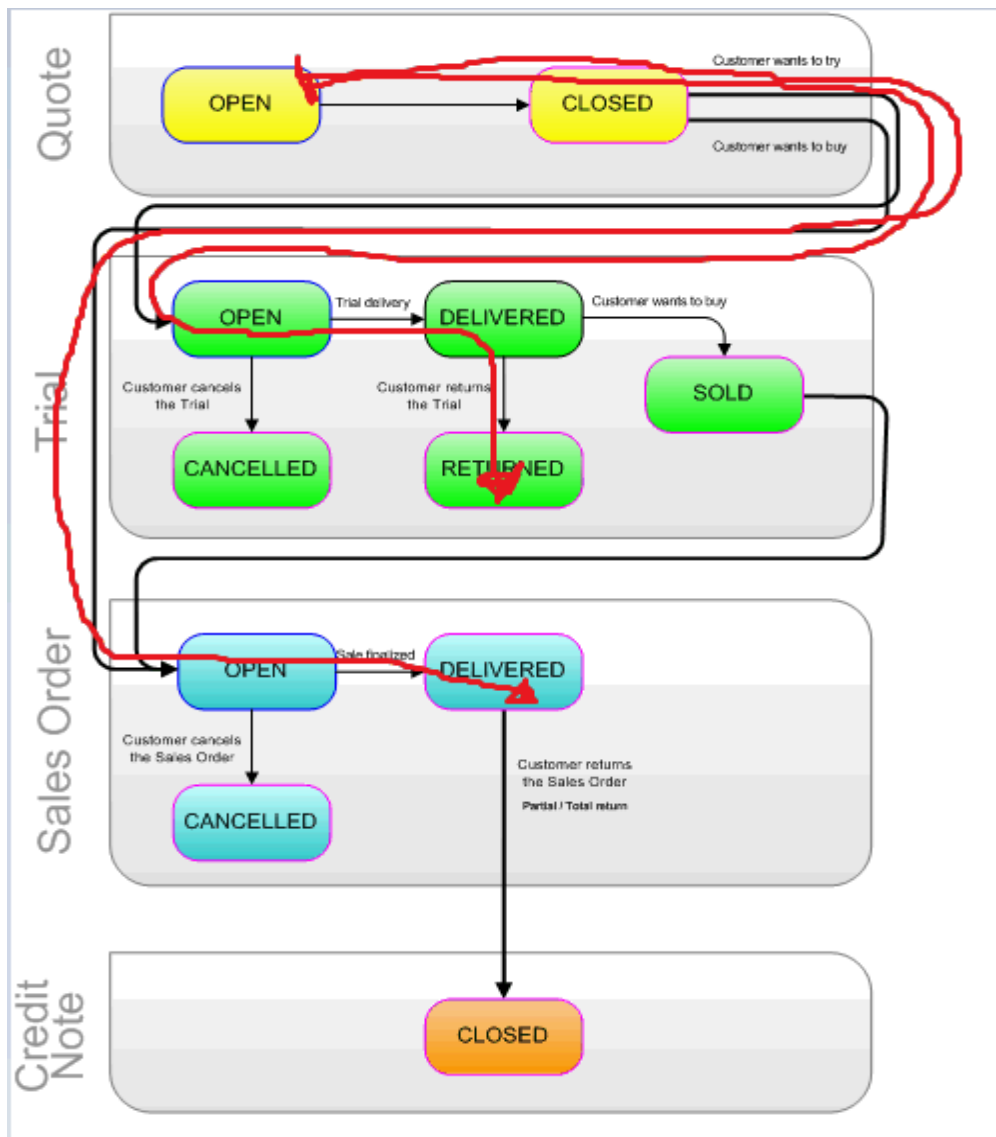 Quote
Customer wants to try
OPEN
CLOSED
Customer wants to buy
Trial
OPEN
Trial delivery
DELIVERED
Customer wants to buy
SOLD
Customer cancels
the Trial
Customer returns
the Trial
CANCELLED
RETURNED
Sales Order
OPEN
Sale finalized
DELIVERED
Customer cancels
the Sales Order
CANCELLED
Customer returns
the Sales Order
Partial / Total return
Credit
Note
CLOSED